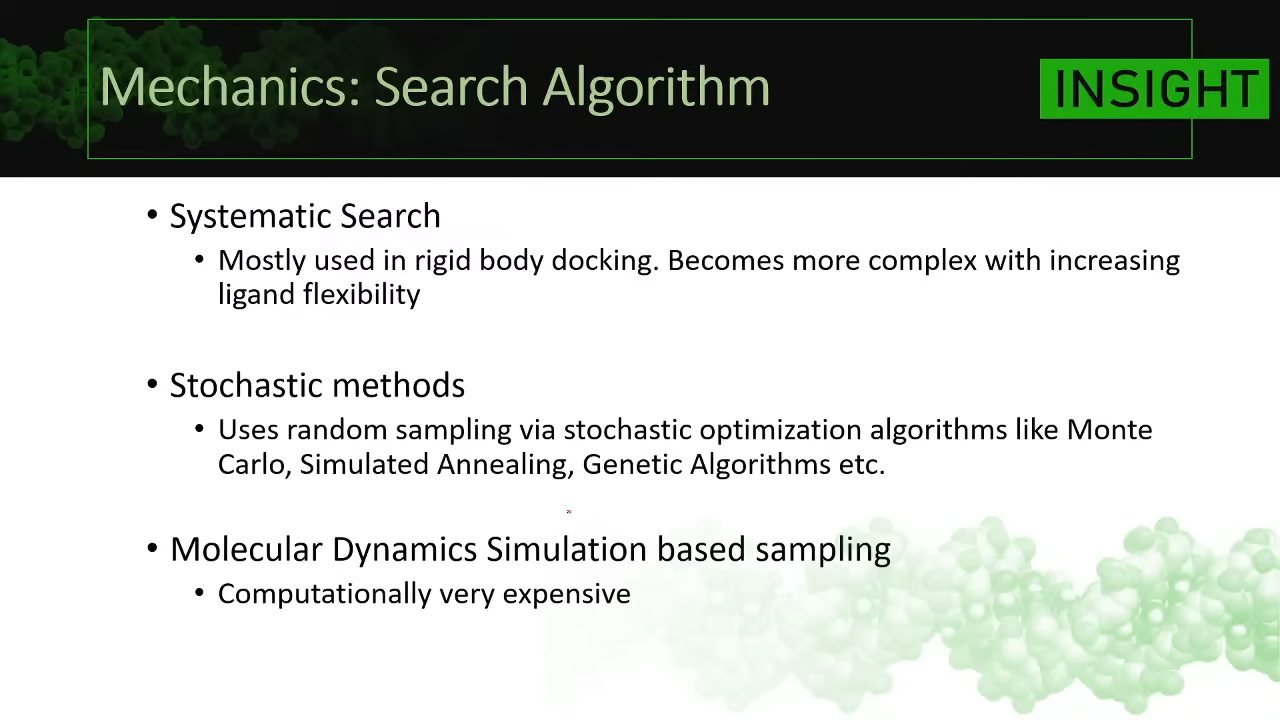 Mechanics: Search Algorithm
INSIGHT
• Systematic Search
• Mostly used in rigid body docking. Becomes more complex with increasing
ligand flexibility
• Stochastic methods
• Uses random sampling via stochastic optimization algorithms like Monte
Carlo, Simulated Annealing, Genetic Algorithms etc.
• Molecular Dynamics Simulation based sampling
• Computationally very expensive